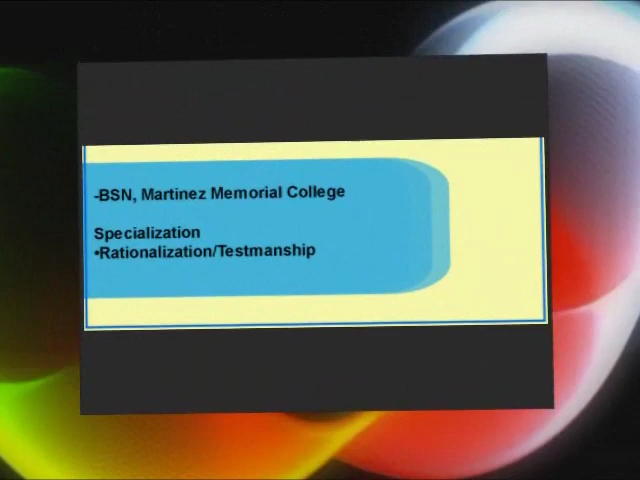 -BSN, Martinez Memorial College
Specialization
•Rationalization/Testmanship